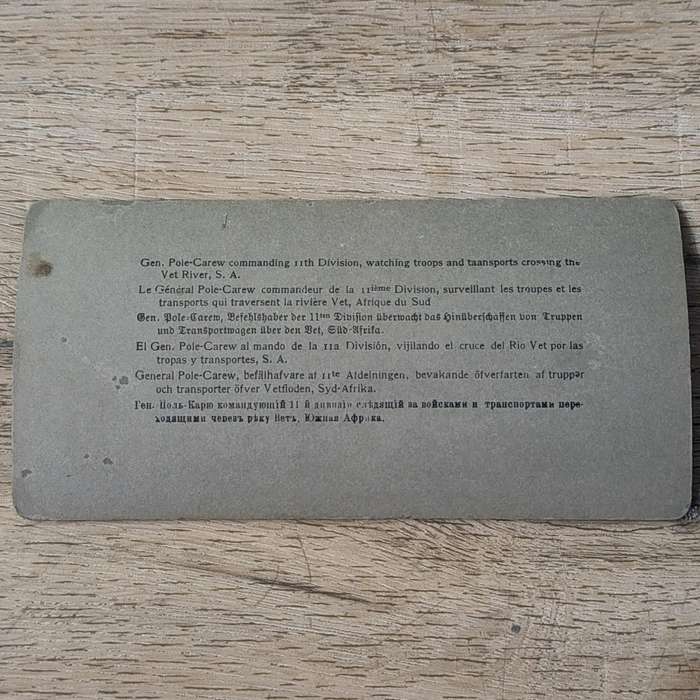 Gen. Pole-Carew commanding 11th Division, watching troops and taansports crossing the
Vet River, S. A.
Le Général Pole-Carew commandeur de la 11ième Division, surveillant les troupes et les
transports qui traversent la rivière Vet, Afrique du Sud
Gen. Pole-Carew, Befehlshaber der 11ten Division überwacht das Hinüberschaffen von Truppen
und Transportwagen über den Vet, Süd-Afrika.
El Gen. Pole-Carew al mando de la 11a División, vijilando el cruce del Rio Vet por las
tropas y transportes, S. A.
General Pole-Carew, befälhafvare af 11te Afdelningen, bevakande öfverfarten af truppar
och transporter öfver Vetfloden, Syd-Afrika.
Ген. Поль-Карю командующій 11 й дивизіо слѣдящій за войсками и транспортами пере-
ходящими черезъ рѣку Ветъ, Южная Африка.